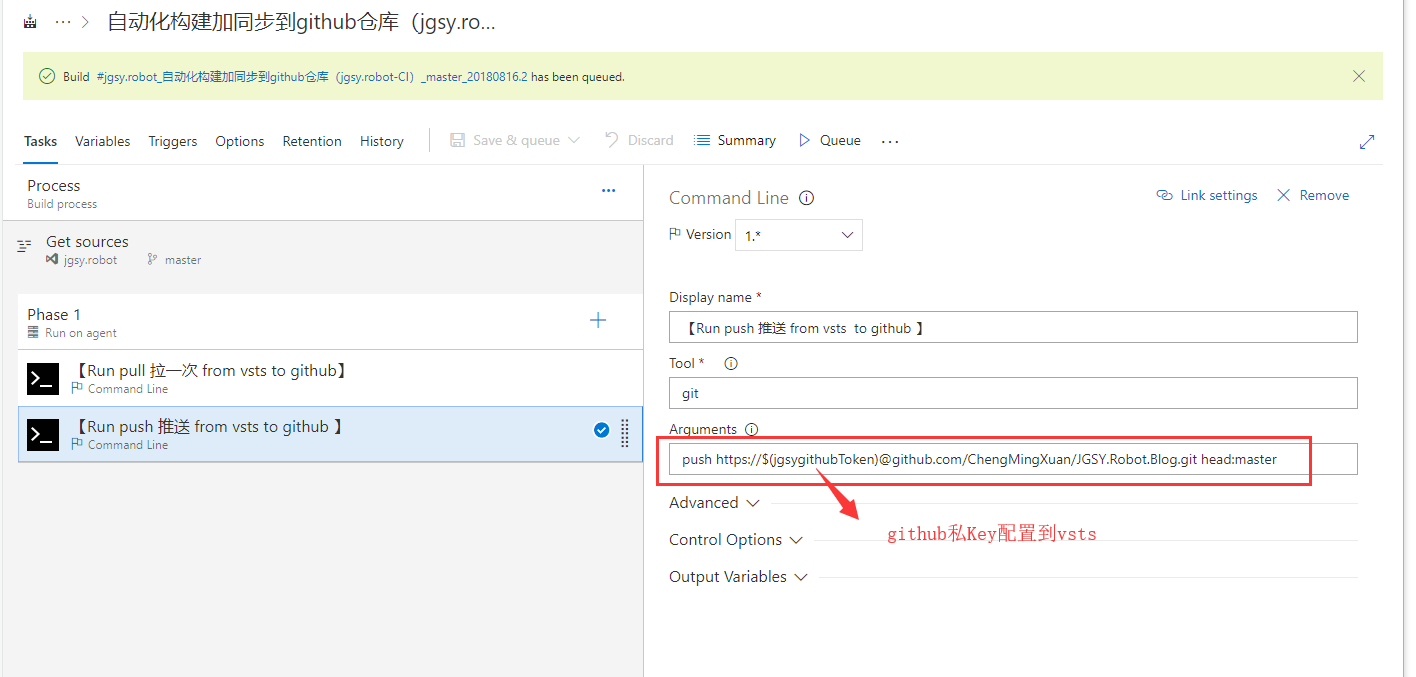 ··· > 自动化构建加同步到github仓库（jgsy.ro...
Build #jgsy.robot_自动化构建加同步到github仓库（jgsy.robot-CI）_master_20180816.2 has been queued.
Tasks Variables Triggers Options Retention History Save & queue Discard Summary Queue ···
Process
Build process
Get sources
jgsy.robot master
Phase 1
Run on agent
【Run pull 拉一次 from vsts to github】
Command Line
【Run push 推送 from vsts to github 】
Command Line
Command Line Link settings Remove
Version 1.*
Display name *
【Run push 推送 from vsts to github 】
Tool *
git
Arguments
push https://$(jgsygithubToken)@github.com/ChengMingXuan/JGSY.Robot.Blog.git head:master
Advanced
github私Key配置到vsts
Control Options
Output Variables